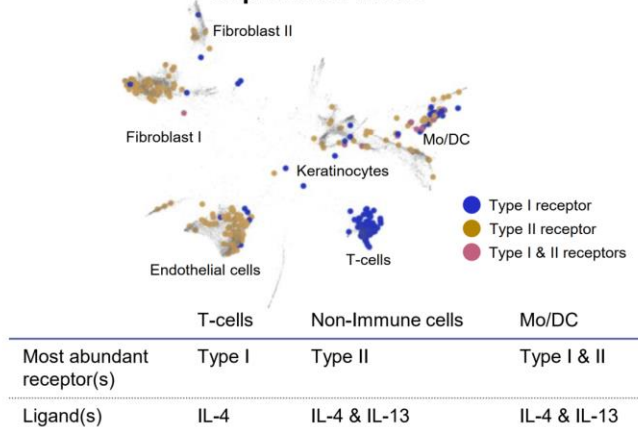 Fibroblast II
Fibroblast I
Mo/DC
Keratinocytes
Type I receptor
Type II receptor
Type I & II receptors
Endothelial cells
T-cells
T-cells Non-Immune cells Mo/DC
Most abundant receptor(s) Type I Type II Type I & II
Ligand(s) IL-4 IL-4 & IL-13 IL-4 & IL-13